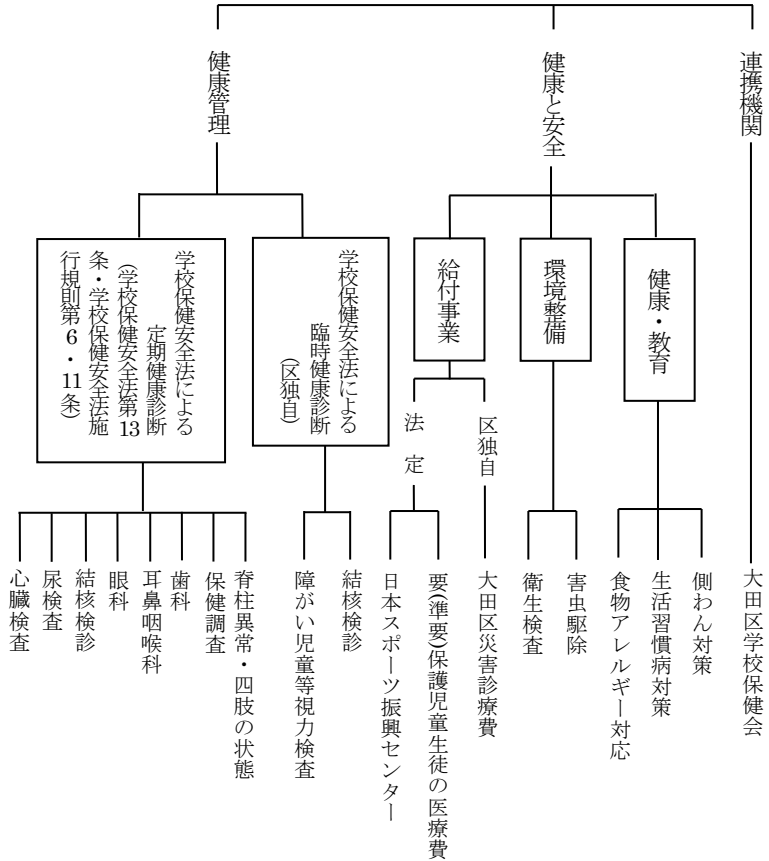 連携機関
健康と安全
健康管理
健康・教育
環境整備
給付事業
学校保健安全法による
臨時健康診断
(区独自)
学校保健安全法による
定期健康診断
(学校保健安全法第13
条・学校保健安全法施
行規則第6・11条)
区独自
法定
大田区学校保健会
側わん対策
生活習慣病対策
食物アレルギー対応
害虫駆除
衛生検査
大田区災害診療費
要(準要)保護児童生徒の医療費
日本スポーツ振興センター
結核検診
障がい児童等視力検査
脊柱異常・四肢の状態
保健調査
歯科
耳鼻咽喉科
眼科
結核検診
尿検査
心臓検査